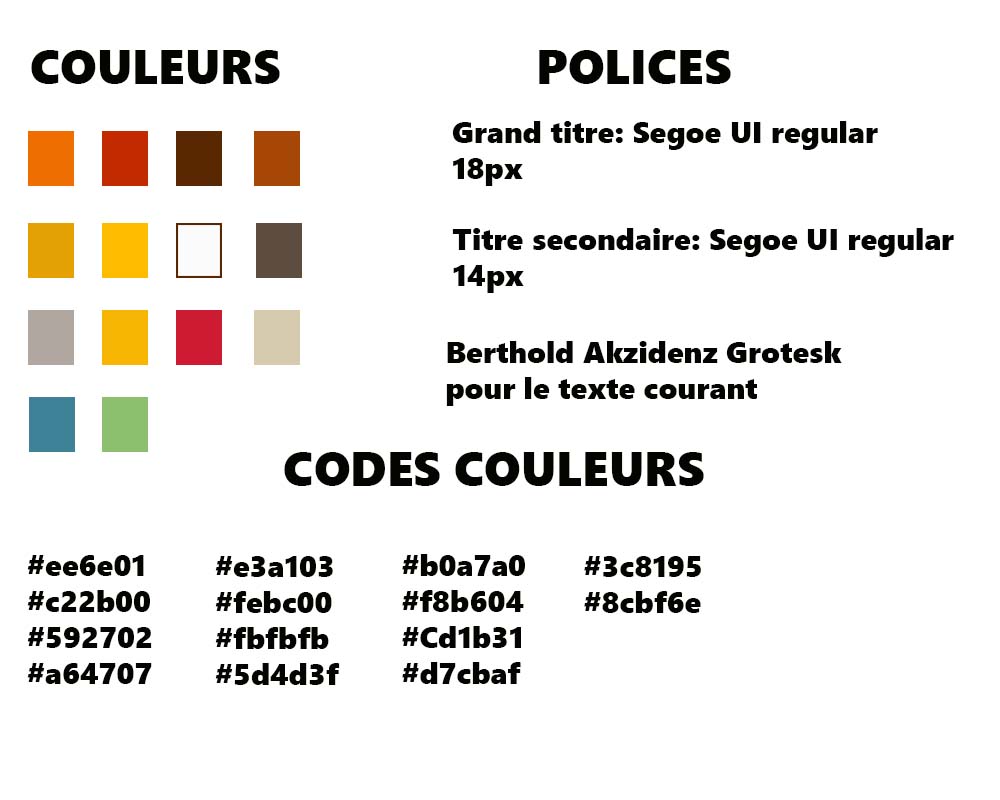 COULEURS
POLICES
Grand titre: Segoe UI regular
18px
Titre secondaire: Segoe UI regular
14px
Berthold Akzidenz Grotesk
pour le texte courant
CODES COULEURS
#ee6e01
#c22b00
#592702
#a64707
#e3a103
#febc00
#fbfbfb
#5d4d3f
#b0a7a0
#f8b604
#Cd1b31
#d7cbaf
#3c8195
#8cbf6e